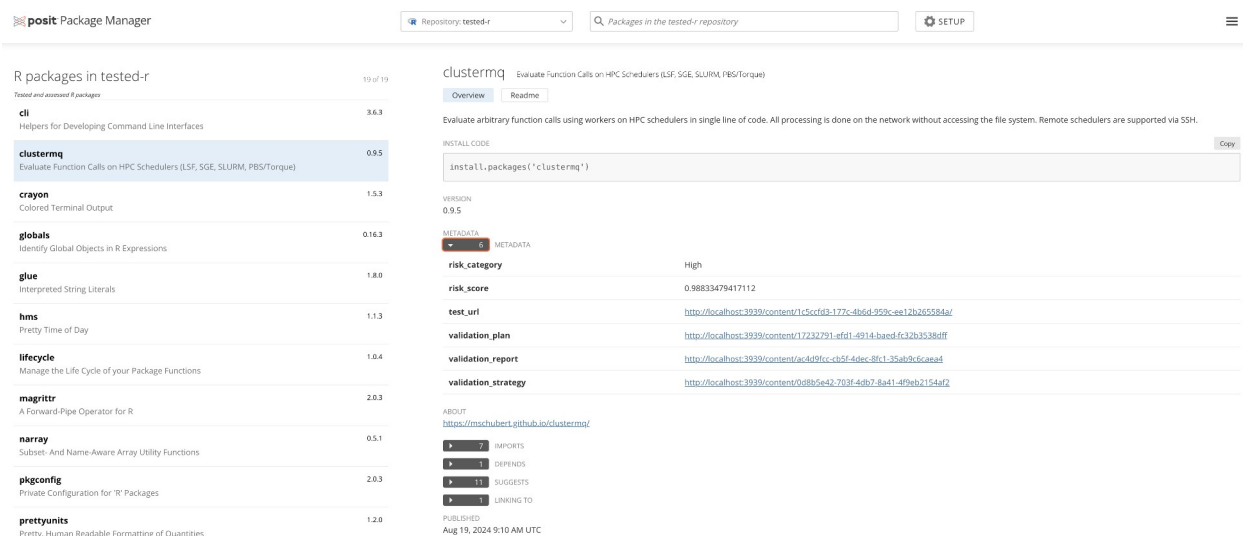 posit Package Manager
Repository: tested-r
Packages in the tested-r repository
SETUP
R packages in tested-r
19 of 19
Tested and assessed R packages
cli
3.6.3
Helpers for Developing Command Line Interfaces
clustermq
0.9.5
Evaluate Function Calls on HPC Schedulers (LSF, SGE, SLURM, PBS/Torque)
crayon
1.5.3
Colored Terminal Output
globals
0.16.3
Identify Global Objects in R Expressions
glue
1.8.0
Interpreted String Literals
hms
1.1.3
Pretty Time of Day
lifecycle
1.0.4
Manage the Life Cycle of your Package Functions
magrittr
2.0.3
A Forward-Pipe Operator for R
narray
0.5.1
Subset- And Name-Aware Array Utility Functions
pkgconfig
2.0.3
Private Configuration for 'R' Packages
prettyunits
1.2.0
Pretty, Human Readable Formatting of Quantities
clustermq Evaluate Function Calls on HPC Schedulers (LSF, SGE, SLURM, PBS/Torque)
Overview Readme
Evaluate arbitrary function calls using workers on HPC schedulers in single line of code. All processing is done on the network without accessing the file system. Remote schedulers are supported via SSH.
INSTALL CODE
Copy
install.packages('clustermq')
VERSION
0.9.5
METADATA
6 METADATA
risk_category High
risk_score 0.98833479417112
test_url http://localhost:3939/content/1c5ccfd3-177c-4b6d-959c-ee12b265584a/
validation_plan http://localhost:3939/content/17232791-efd1-4914-baed-fc32b3538dff
validation_report http://localhost:3939/content/ac4d9fcc-cb5f-4dec-8fc1-35ab9c6caea4
validation_strategy http://localhost:3939/content/0d8b5e42-703f-4db7-8a41-4f9eb2154af2
ABOUT
https://mschubert.github.io/clustermq/
7 IMPORTS
1 DEPENDS
11 SUGGESTS
1 LINKING TO
PUBLISHED
Aug 19, 2024 9:10 AM UTC